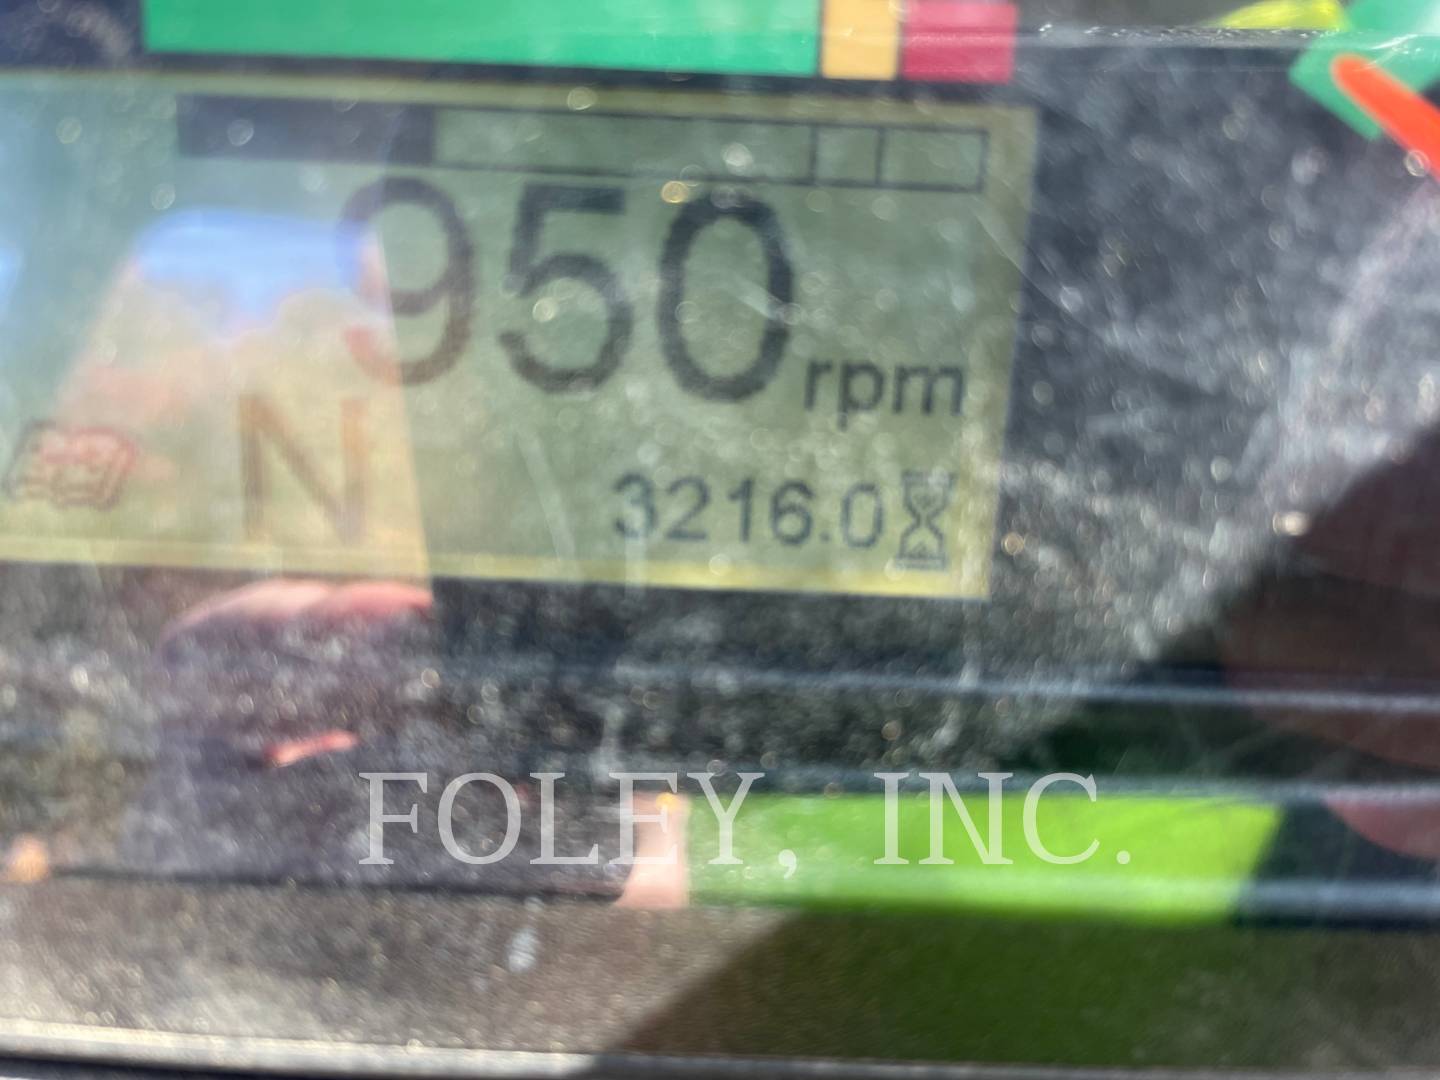 950 rpm
N
3216.0
FOLEY, INC.